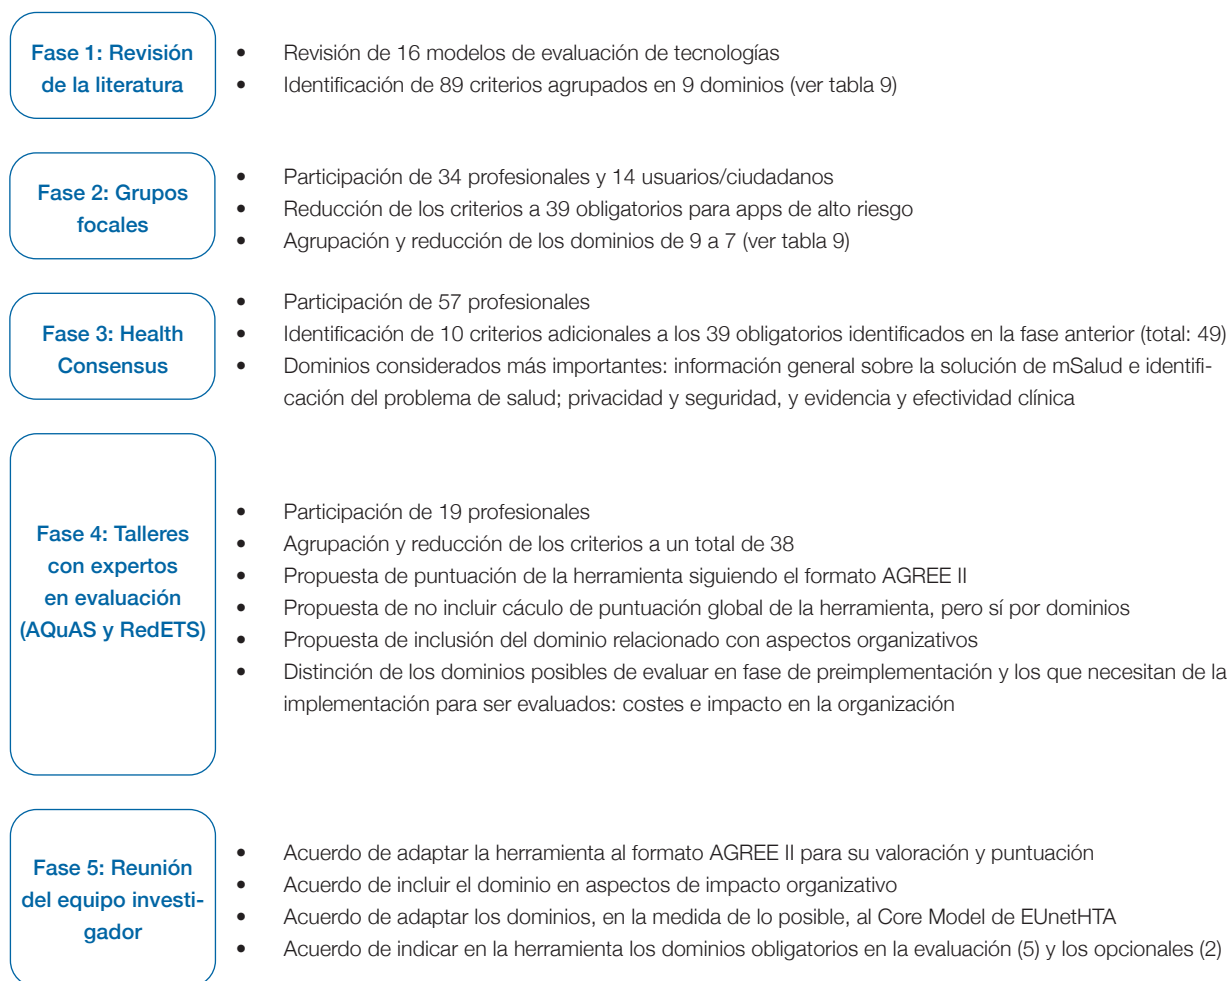 Fase 1: Revisión
de la literatura
• Revisión de 16 modelos de evaluación de tecnologías
• Identificación de 89 criterios agrupados en 9 dominios (ver tabla 9)
Fase 2: Grupos
focales
• Participación de 34 profesionales y 14 usuarios/ciudadanos
• Reducción de los criterios a 39 obligatorios para apps de alto riesgo
• Agrupación y reducción de los dominios de 9 a 7 (ver tabla 9)
Fase 3: Health
Consensus
• Participación de 57 profesionales
• Identificación de 10 criterios adicionales a los 39 obligatorios identificados en la fase anterior (total: 49)
• Dominios considerados más importantes: información general sobre la solución de mSalud e identifi-
cación del problema de salud; privacidad y seguridad, y evidencia y efectividad clínica
Fase 4: Talleres
con expertos
en evaluación
(AQuAS y RedETS)
• Participación de 19 profesionales
• Agrupación y reducción de los criterios a un total de 38
• Propuesta de puntuación de la herramienta siguiendo el formato AGREE II
• Propuesta de no incluir cáculo de puntuación global de la herramienta, pero sí por dominios
• Propuesta de inclusión del dominio relacionado con aspectos organizativos
• Distinción de los dominios posibles de evaluar en fase de preimplementación y los que necesitan de la
implementación para ser evaluados: costes e impacto en la organización
Fase 5: Reunión
del equipo investi-
gador
• Acuerdo de adaptar la herramienta al formato AGREE II para su valoración y puntuación
• Acuerdo de incluir el dominio en aspectos de impacto organizativo
• Acuerdo de adaptar los dominios, en la medida de lo posible, al Core Model de EUnetHTA
• Acuerdo de indicar en la herramienta los dominios obligatorios en la evaluación (5) y los opcionales (2)